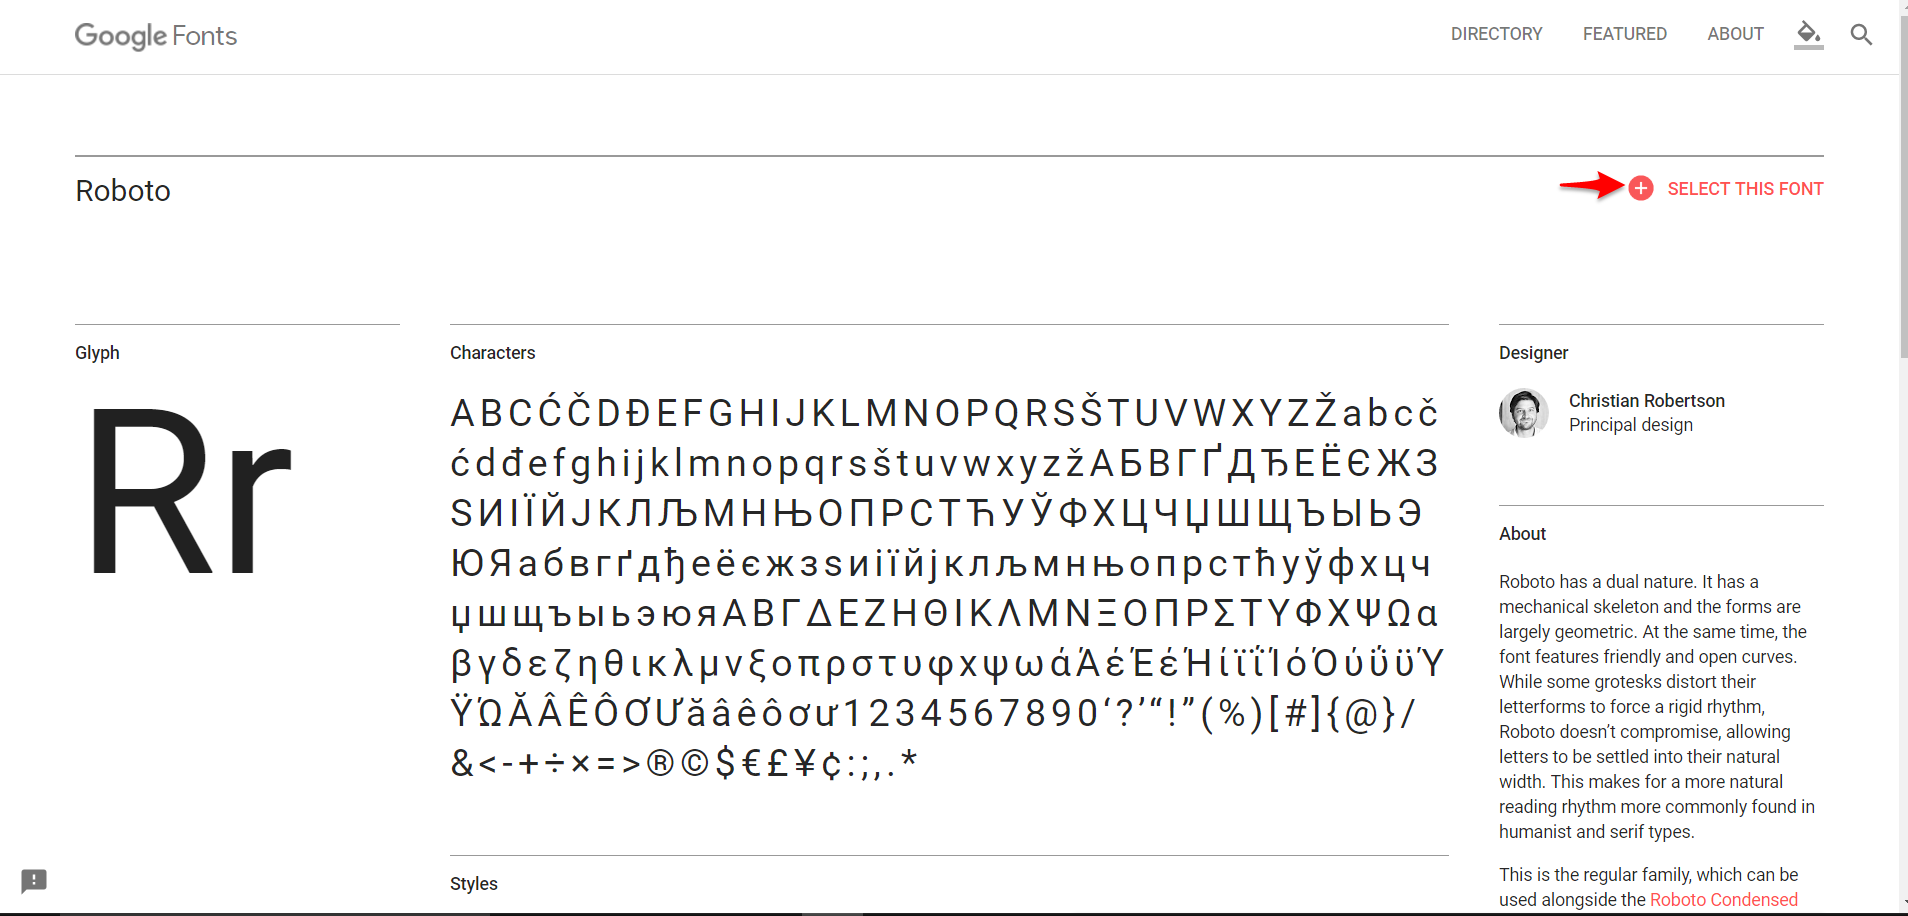 Google Fonts
DIRECTORY
FEATURED
ABOUT
Roboto
SELECT THIS FONT
Glyph
Rr
Characters
ABCĆČDĐEFGHIJKLMNOPQRSŠTUVWXYZŽabcč
ćdđefghijklmnopqrsštuvwxyzžАБВГҐДЂЕЁЄЖЗ
ЅИІЇЙЈКЛЉМНЊОПРСТЋУЎФХЦЧЏШЩЪЫЬЭ
ЮЯабвгґдђеёєжзѕиіїйјклљмнњопрстћуўфхцч
џшщъыьэюяΑΒΓΔΕΖΗΘΙΚΛΜΝΞΟΠΡΣΤΥΦΧΨΩα
βγδεζηθικλμνξοπρστυφχψωάΆέΈέΉίϊΐΊόΌύΰϋΎ
ΫΏĂÂÊÔƠƯăâêôơư1234567890‘?’“!”(%)[#]{@}/
&<-+÷×=>®©$€£¥¢:;,.*
Styles
Designer
Christian Robertson
Principal design
About
Roboto has a dual nature. It has a
mechanical skeleton and the forms are
largely geometric. At the same time, the
font features friendly and open curves.
While some grotesks distort their
letterforms to force a rigid rhythm,
Roboto doesn’t compromise, allowing
letters to be settled into their natural
width. This makes for a more natural
reading rhythm more commonly found in
humanist and serif types.
This is the regular family, which can be
used alongside the Roboto Condensed